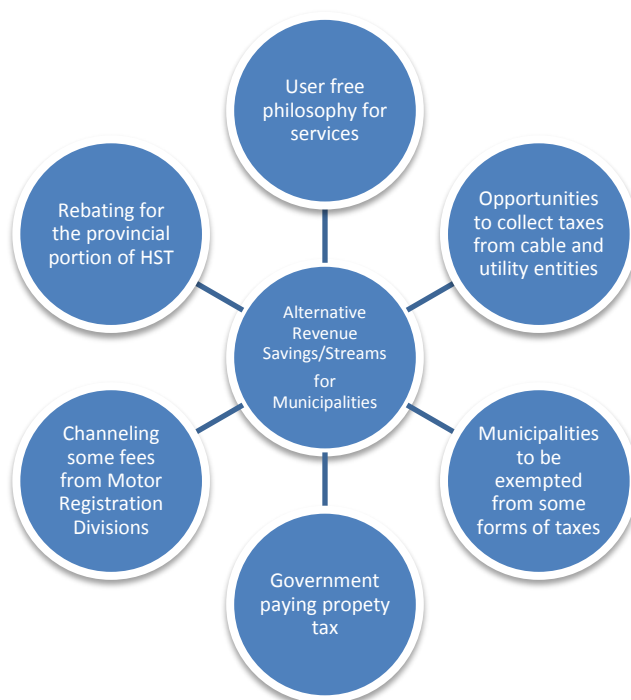 User free
philosophy for
services
Opportunities
to collect taxes
from cable and
utility entities
Municipalities
to be
exempted
from some
forms of taxes
Government
paying propety
tax
Channeling
some fees
from Motor
Registration
Divisions
Rebating for
the provincial
portion of HST
Alternative
Revenue
Savings/Streams
for
Municipalities